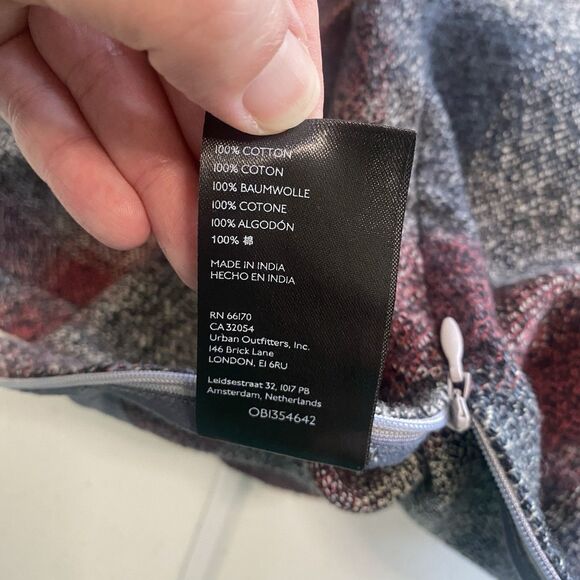 100% COTTON
100% COTON
100% BAUMWOLLE
100% COTONE
100% ALGODÓN
100% 棉
MADE IN INDIA
HECHO EN INDIA
RN 66170
CA 32054
Urban Outfitters, Inc.
146 Brick Lane
LONDON, E1 6RU
Leidsestraat 32, 1017 PB
Amsterdam, Netherlands
OB1354642